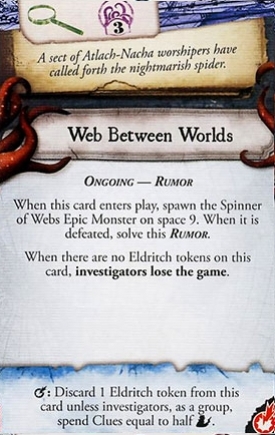 3
A sect of Atlach-Nacha worshipers have
called forth the nightmarish spider.
Web Between Worlds
ONGOING — RUMOR
When this card enters play, spawn the Spinner
of Webs Epic Monster on space 9. When it is
defeated, solve this RUMOR.
When there are no Eldritch tokens on this
card, investigators lose the game.
: Discard 1 Eldritch token from this
card unless investigators, as a group,
spend Clues equal to half .